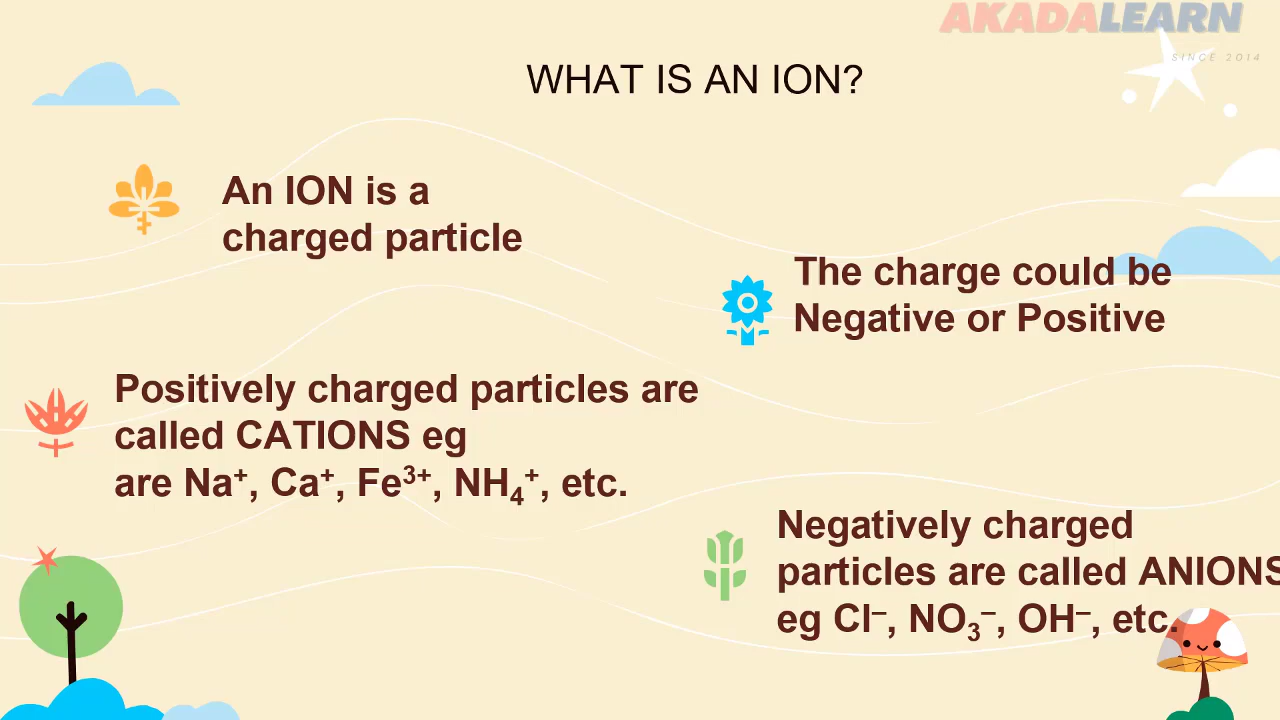 AKADALEARN
SINCE 2014
WHAT IS AN ION?
An ION is a
charged particle
The charge could be
Negative or Positive
Positively charged particles are
called CATIONS eg
are Na⁺, Ca⁺, Fe³⁺, NH₄⁺, etc.
Negatively charged
particles are called ANIONS
eg Cl⁻, NO₃⁻, OH⁻, etc.